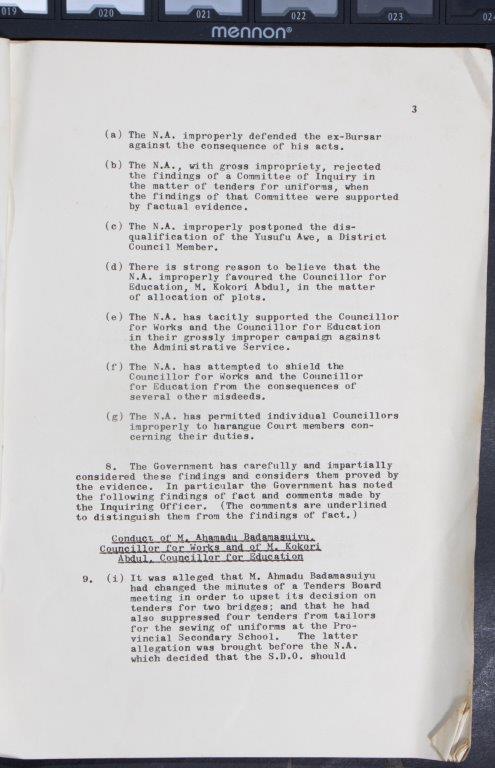 019
020
021
022
023
02
mennon®
3
(a) The N.A. improperly defended the ex-Bursar
against the consequence of his acts.
(b) The N.A., with gross impropriety, rejected
the findings of a Committee of Inquiry in
the matter of tenders for uniforms, when
the findings of that Committee were supported
by factual evidence.
(c) The N.A. improperly postponed the dis-
qualification of the Yusufu Awe, a District
Council Member.
(d) There is strong reason to believe that the
N.A. improperly favoured the Councillor for
Education, M. Kokori Abdul, in the matter
of allocation of plots.
(e) The N.A. has tacitly supported the Councillor
for Works and the Councillor for Education
in their grossly improper campaign against
the Administrative Service.
(f) The N.A. has attempted to shield the
Councillor for Works and the Councillor
for Education from the consequences of
several other misdeeds.
(g) The N.A. has permitted individual Councillors
improperly to harangue Court members con-
cerning their duties.
8. The Government has carefully and impartially
considered these findings and considers them proved by
the evidence. In particular the Government has noted
the following findings of fact and comments made by
the Inquiring Officer. (The comments are underlined
to distinguish them from the findings of fact.)
Conduct of M. Ahamadu Badamasuiyu,
Councillor for Works and of M. Kokori
Abdul, Councillor for Education
9. (i) It was alleged that M. Ahmadu Badamasuiyu
had changed the minutes of a Tenders Board
meeting in order to upset its decision on
tenders for two bridges; and that he had
also suppressed four tenders from tailors
for the sewing of uniforms at the Pro-
vincial Secondary School. The latter
allegation was brought before the N.A.
which decided that the S.D.O. should